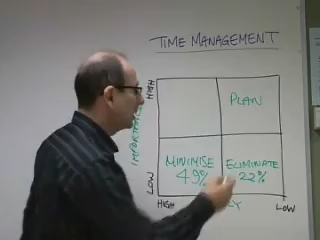 TIME MANAGEMENT
HIGH
PLAN
MINIMISE ELIMINATE
49% 22%
LOW
HIGH LOW